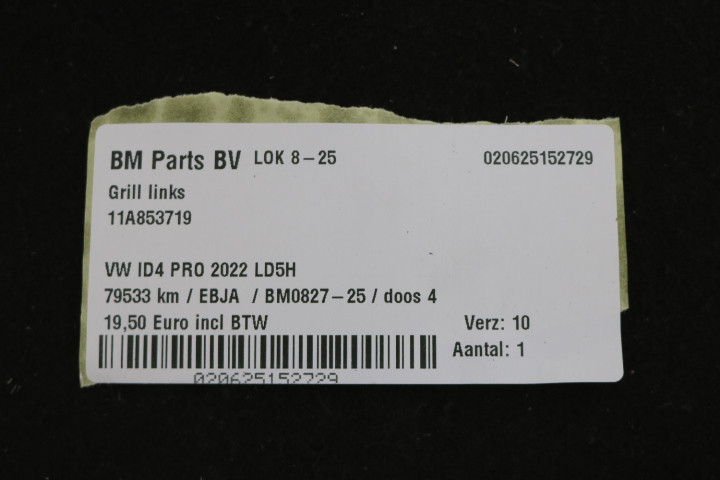 BM Parts BV LOK 8-25 020625152729
Grill links
11A853719
VW ID4 PRO 2022 LD5H
79533 km / EBJA / BM0827-25 / doos 4
19,50 Euro incl BTW Verz: 10
Aantal: 1
020625152729